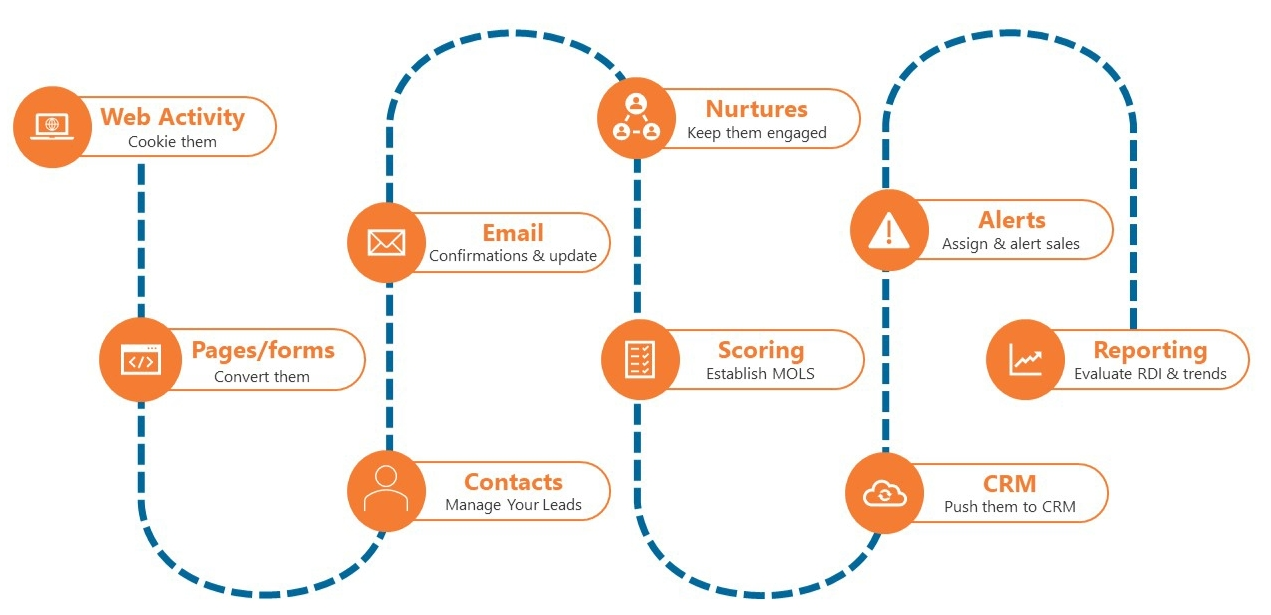 Web Activity
Cookie them
Pages/forms
Convert them
Contacts
Manage Your Leads
Email
Confirmations & update
Nurtures
Keep them engaged
Scoring
Establish MOLS
CRM
Push them to CRM
Alerts
Assign & alert sales
Reporting
Evaluate RDI & trends